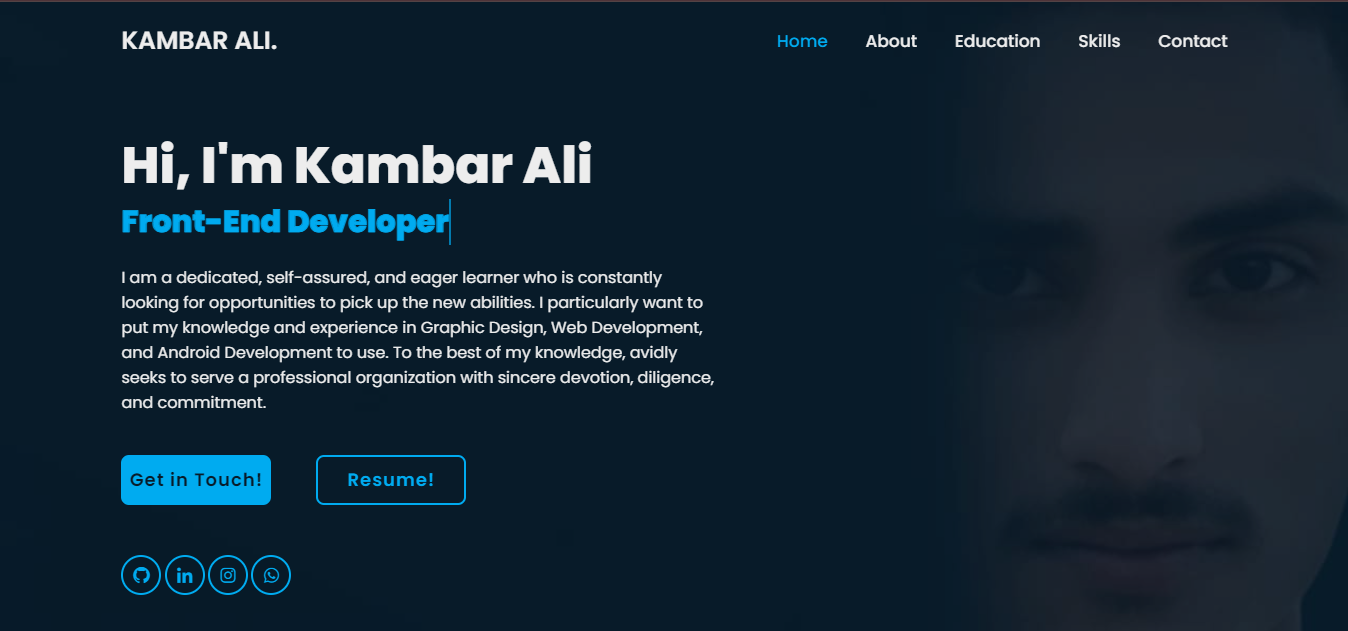 KAMBAR ALI.
Home About Education Skills Contact
Hi, I'm Kambar Ali
Front-End Developer
I am a dedicated, self-assured, and eager learner who is constantly
looking for opportunities to pick up the new abilities. I particularly want to
put my knowledge and experience in Graphic Design, Web Development,
and Android Development to use. To the best of my knowledge, avidly
seeks to serve a professional organization with sincere devotion, diligence,
and commitment.
Get in Touch! Resume!
in